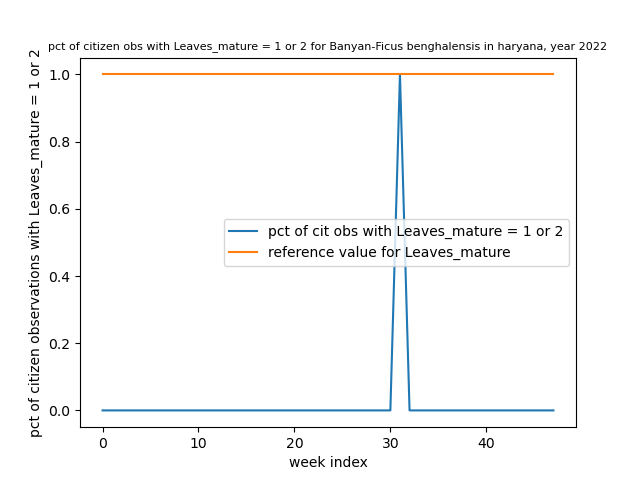 pct of citizen obs with Leaves_mature = 1 or 2 for Banyan-Ficus benghalensis in haryana, year 2022
pct of citizen observations with Leaves_mature = 1 or 2
1.0
0.8
0.6
0.4
0.2
0.0
pct of cit obs with Leaves_mature = 1 or 2
reference value for Leaves_mature
0 10 20 30 40
week index